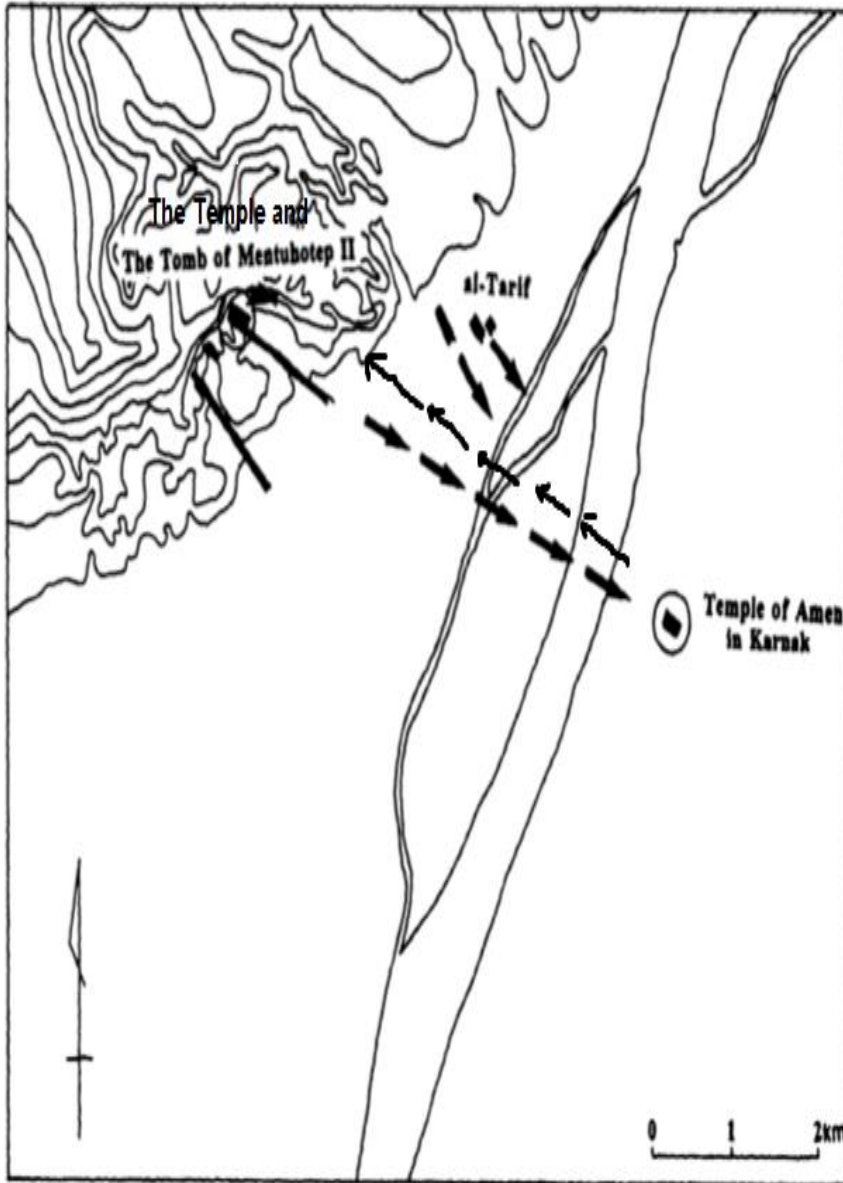 The Temple and
The Tomb of Mentuhotep II
al-Tarif
Temple of Amen
in Karnak
0 1 2km